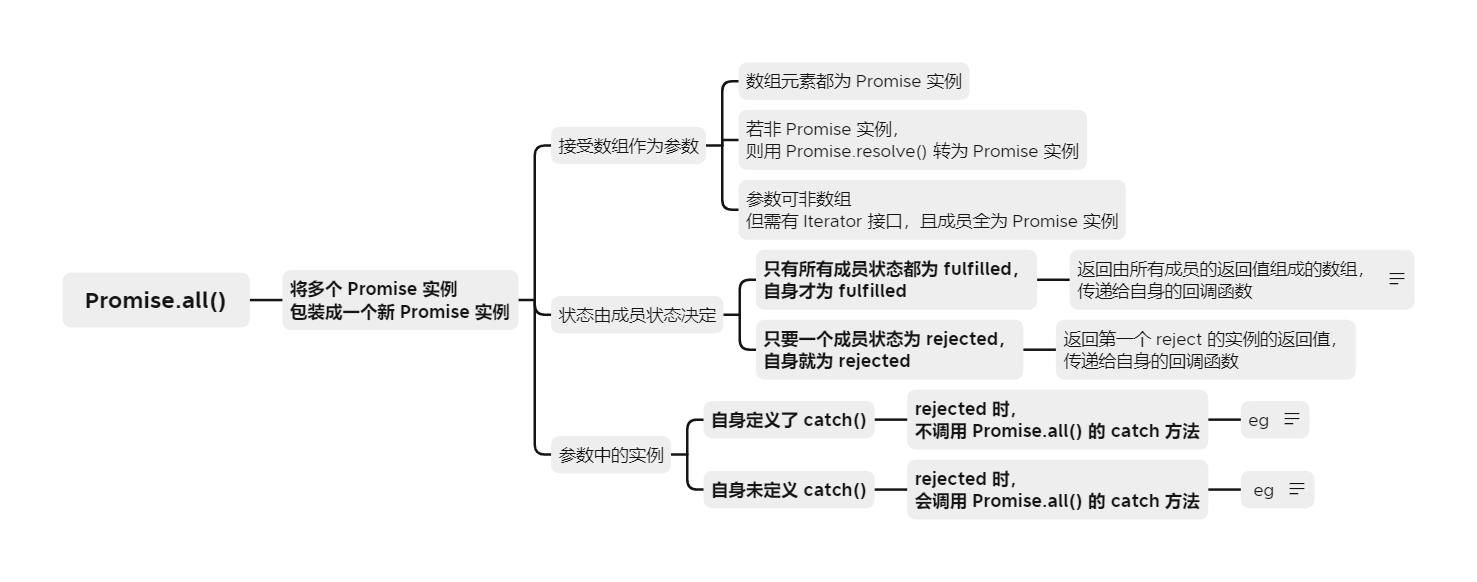 Promise.all()
将多个 Promise 实例
包装成一个新 Promise 实例
接受数组作为参数
数组元素都为 Promise 实例
若非 Promise 实例，
则用 Promise.resolve() 转为 Promise 实例
参数可非数组
但需有 Iterator 接口，且成员全为 Promise 实例
状态由成员状态决定
只有所有成员状态都为 fulfilled，
自身才为 fulfilled
返回由所有成员的返回值组成的数组，
传递给自身的回调函数
只要一个成员状态为 rejected，
自身就为 rejected
返回第一个 reject 的实例的返回值，
传递给自身的回调函数
参数中的实例
自身定义了 catch()
rejected 时，
不调用 Promise.all() 的 catch 方法
eg
自身未定义 catch()
rejected 时，
会调用 Promise.all() 的 catch 方法
eg